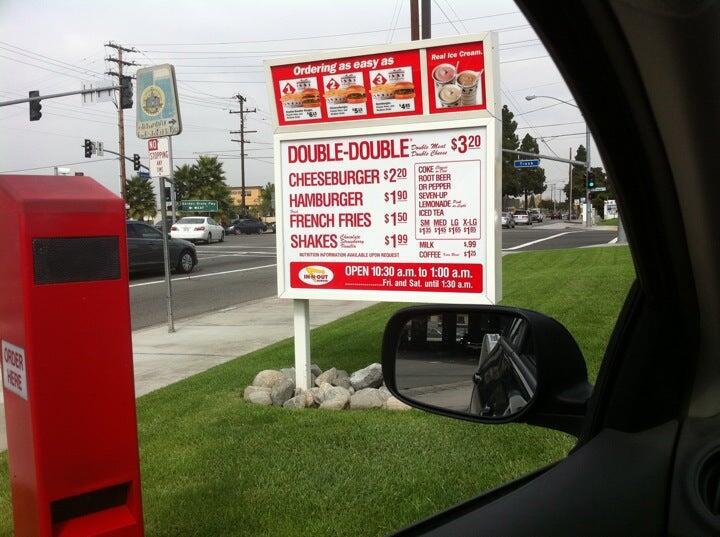 Ordering as easy as
1 2 3
Real Ice Cream.
DOUBLE-DOUBLE Double Meat Double Cheese $3.20
CHEESEBURGER $2.20
HAMBURGER $1.90
FRENCH FRIES $1.50
SHAKES Chocolate Strawberry Vanilla $1.99
NUTRITION INFORMATION AVAILABLE UPON REQUEST
COKE
ROOT BEER
DR PEPPER
SEVEN-UP
LEMONADE
ICED TEA
SM MED LG X-LG
$1.35 $1.45 $1.65 $1.85
MILK $.99
COFFEE $1.35
IN-N-OUT
OPEN 10:30 a.m. to 1:00 a.m.
Fri. and Sat. until 1:30 a.m.
ORDER
HERE
NO
STOPPING
ANY
TIME
WEST